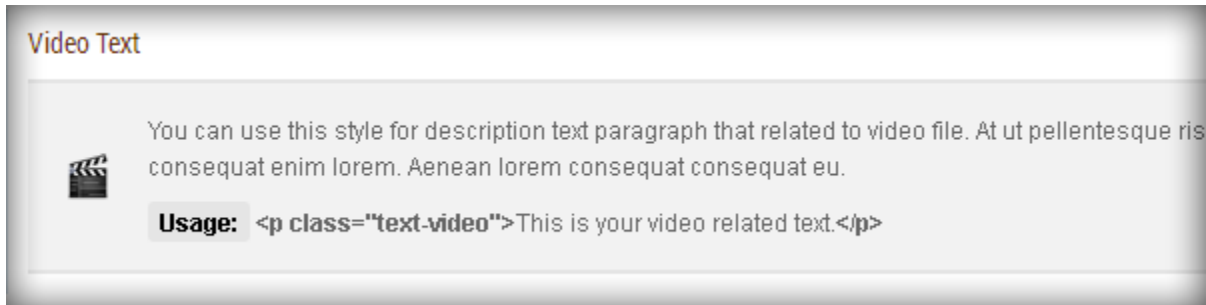 Video Text
You can use this style for description text paragraph that related to video file. At ut pellentesque ris
consequat enim lorem. Aenean lorem consequat consequat eu.
Usage: <p class="text-video">This is your video related text.</p>